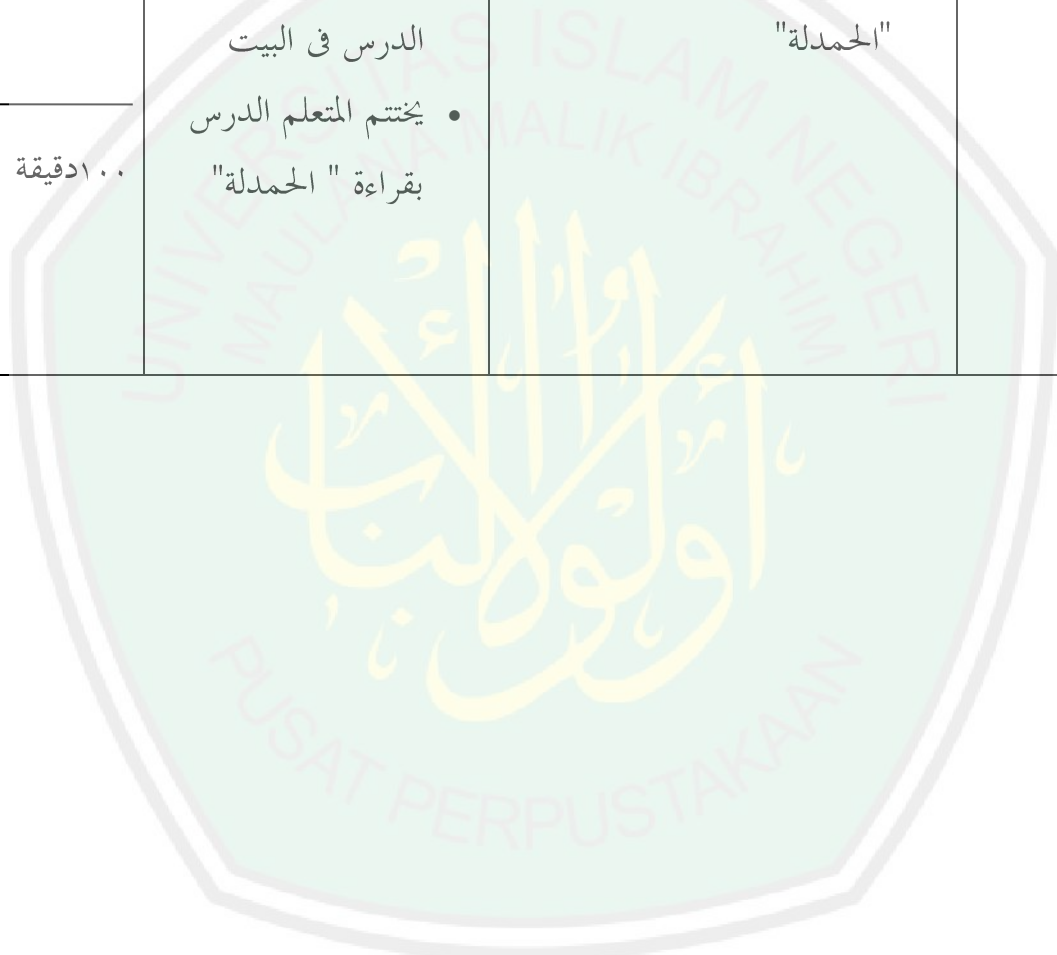 "الحمدلة"
الدرس فى البيت
• يختتم المتعلم الدرس
بقراءة " الحمدلة"
١٠٠دقيقة
UNIVERSITAS ISLAM NEGERI
MAULANA MALIK IBRAHIM
PUSAT PERPUSTAKAAN